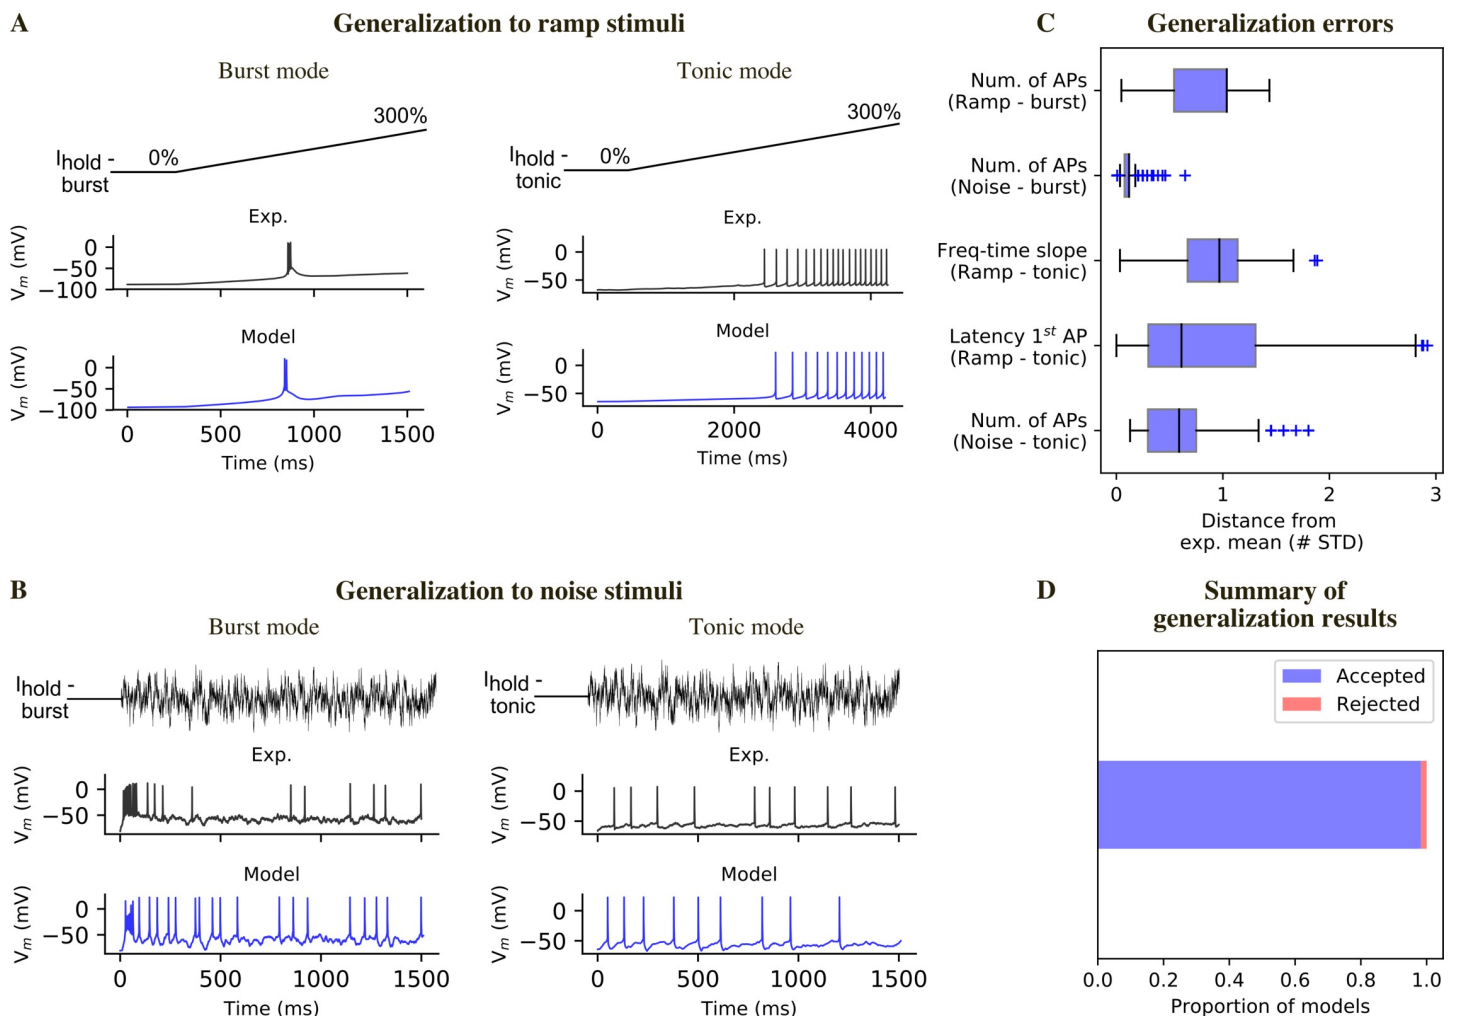 A
Generalization to ramp stimuli
Burst mode
Tonic mode
300%
0%
Ihold -
burst
300%
0%
Ihold -
tonic
Exp.
Vm (mV)
0
−50
−100
Exp.
Vm (mV)
0
−50
Model
Vm (mV)
0
−50
−100
0
500
1000
1500
Time (ms)
Model
Vm (mV)
0
−50
0
2000
4000
Time (ms)
C
Generalization errors
Num. of APs
(Ramp - burst)
Num. of APs
(Noise - burst)
Freq-time slope
(Ramp - tonic)
Latency 1st AP
(Ramp - tonic)
Num. of APs
(Noise - tonic)
0
1
2
3
Distance from
exp. mean (# STD)
B
Generalization to noise stimuli
Burst mode
Tonic mode
Ihold -
burst
Ihold -
tonic
Exp.
Vm (mV)
0
−50
Exp.
Vm (mV)
0
−50
Model
Vm (mV)
0
−50
0
500
1000
1500
Time (ms)
Model
Vm (mV)
0
−50
0
500
1000
1500
Time (ms)
D
Summary of
generalization results
Accepted
Rejected
0.0
0.2
0.4
0.6
0.8
1.0
Proportion of models